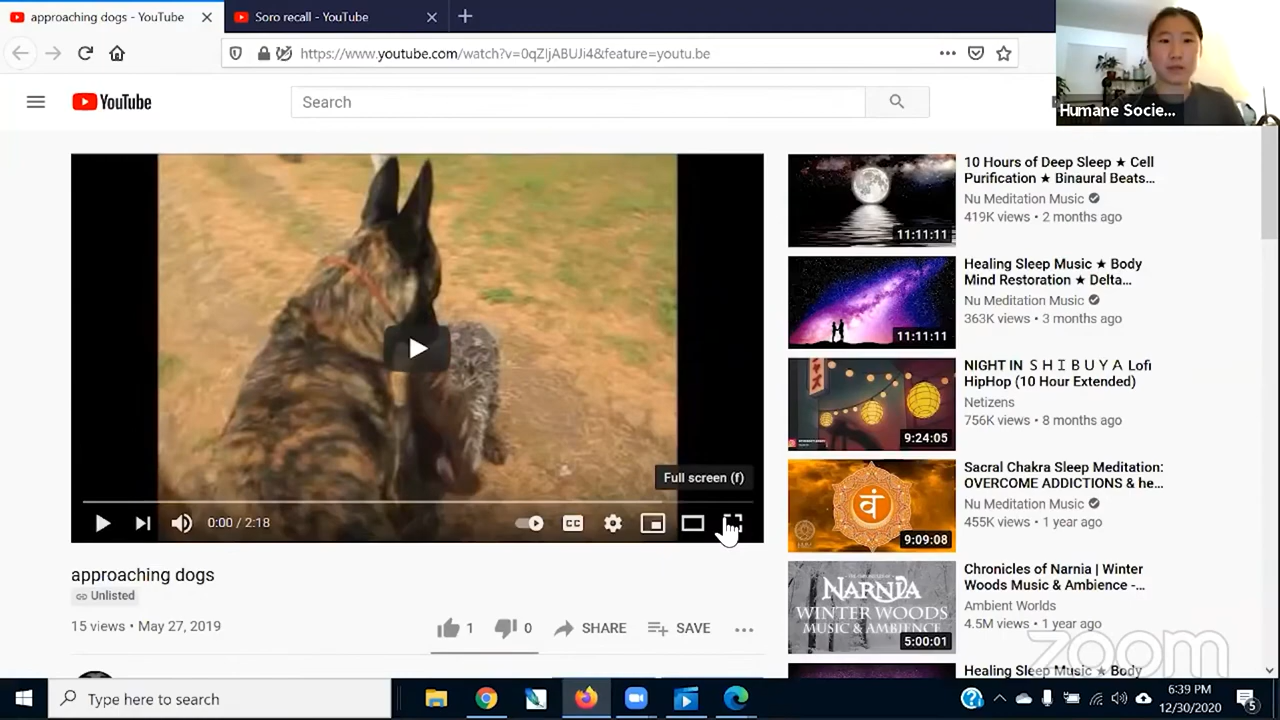 approaching dogs - YouTube
Soro recall - YouTube
https://www.youtube.com/watch?v=0qZljABUJi4&feature=youtu.be
YouTube
Search
Humane Socie...
10 Hours of Deep Sleep ★ Cell
Purification ★ Binaural Beats...
Nu Meditation Music
419K views • 2 months ago
11:11:11
Healing Sleep Music ★ Body
Mind Restoration ★ Delta...
Nu Meditation Music
363K views • 3 months ago
11:11:11
NIGHT IN ＳＨＩＢＵＹＡ Lofi
HipHop (10 Hour Extended)
Netizens
756K views • 8 months ago
9:24:05
Sacral Chakra Sleep Meditation:
OVERCOME ADDICTIONS & he...
Nu Meditation Music
455K views • 1 year ago
वं
9:09:08
Chronicles of Narnia | Winter
Woods Music & Ambience -...
Ambient Worlds
4.5M views • 1 year ago
NARNIA
WINTER WOODS
MUSIC & AMBIENCE
5:00:01
Healing Sleep Music ★ Body
Full screen (f)
0:00 / 2:18
CC
approaching dogs
Unlisted
15 views • May 27, 2019
1
0
SHARE
SAVE
zoom
Type here to search
6:39 PM
12/30/2020
5